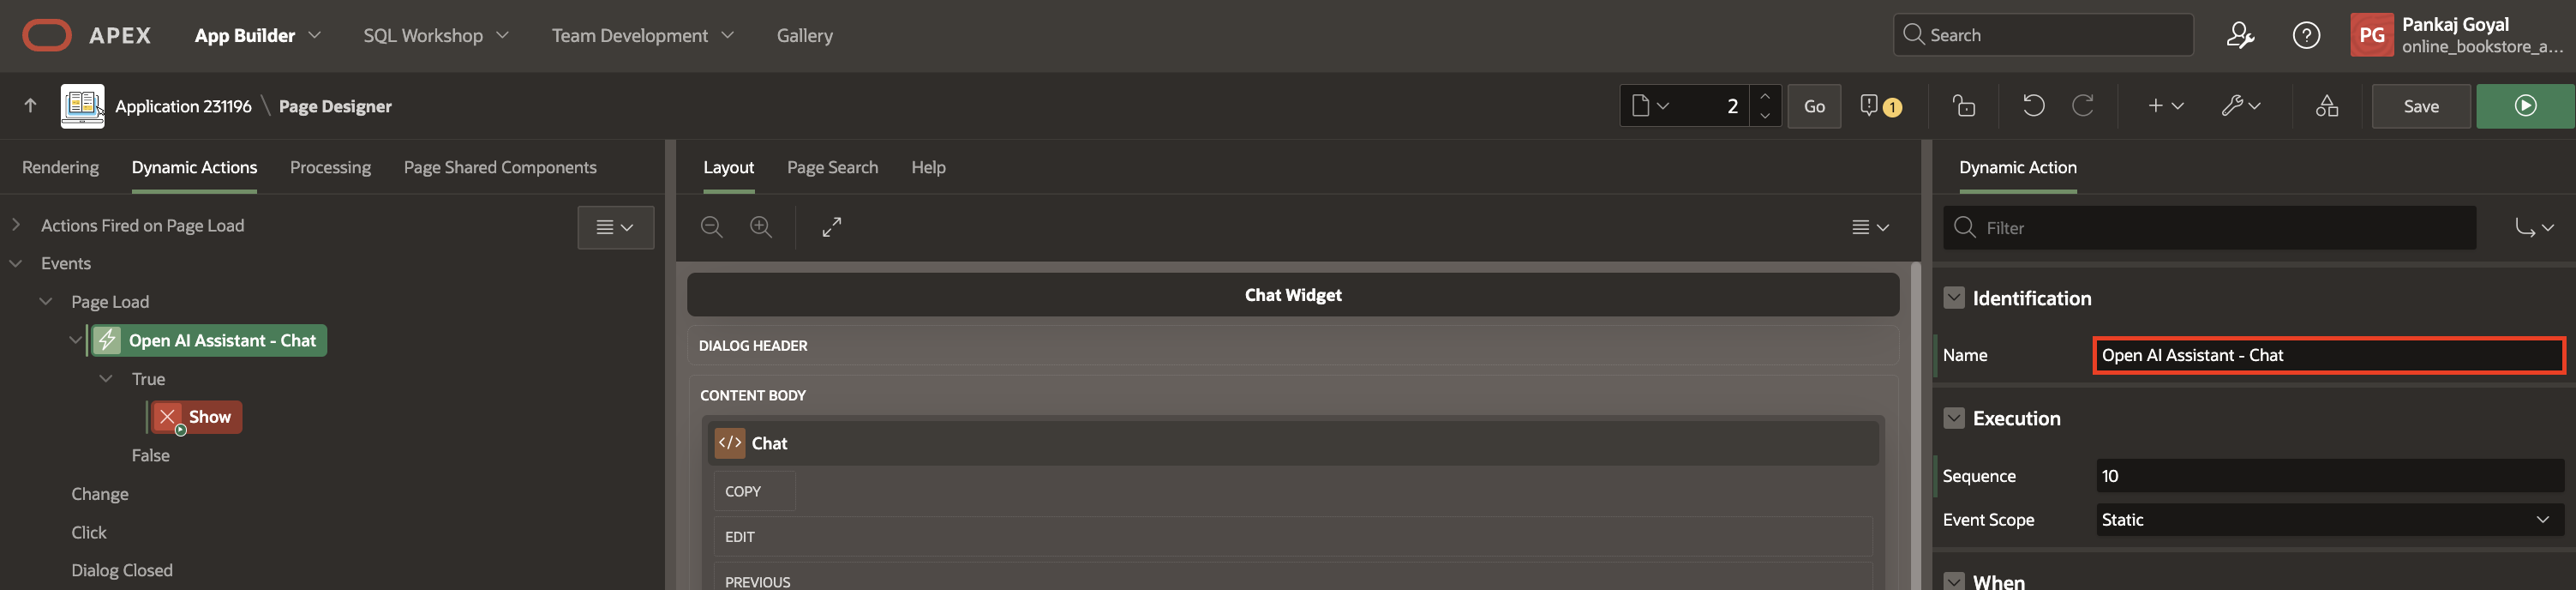 APEX App Builder SQL Workshop Team Development Gallery Search PG Pankaj Goyal
online_bookstore_a...
Application 231196 \ Page Designer 2 Go 1 Save
Rendering Dynamic Actions Processing Page Shared Components
Actions Fired on Page Load
Events
Page Load
Open AI Assistant - Chat
True
Show
False
Change
Click
Dialog Closed
Layout Page Search Help
Chat Widget
DIALOG HEADER
CONTENT BODY
</> Chat
COPY
EDIT
PREVIOUS
Dynamic Action
Filter
Identification
Name Open AI Assistant - Chat
Execution
Sequence 10
Event Scope Static
When